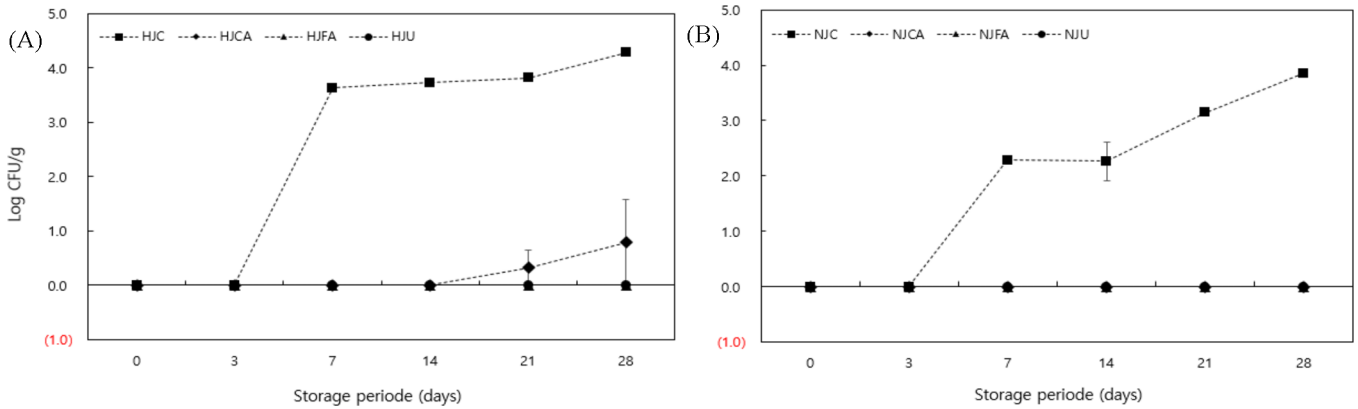 (A)
HJC HJCA HJFA HJU
5.0
4.0
3.0
2.0
1.0
0.0
(1.0)
Log CFU/g
0 3 7 14 21 28
Storage periode (days)
(B)
NJC NJCA NJFA NJU
5.0
4.0
3.0
2.0
1.0
0.0
(1.0)
0 3 7 14 21 28
Storage periode (days)